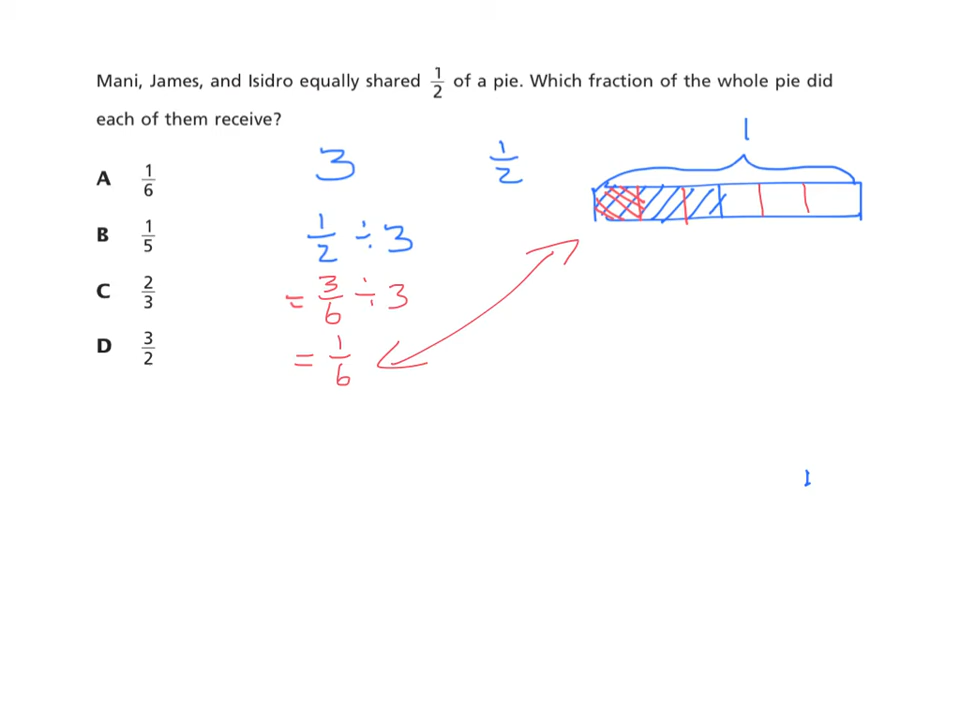 Mani, James, and Isidro equally shared 1/2 of a pie. Which fraction of the whole pie did
each of them receive?
A 1/6
B 1/5
C 2/3
D 3/2
3
1/2
1
1/2 ÷ 3
= 3/6 ÷ 3
= 1/6